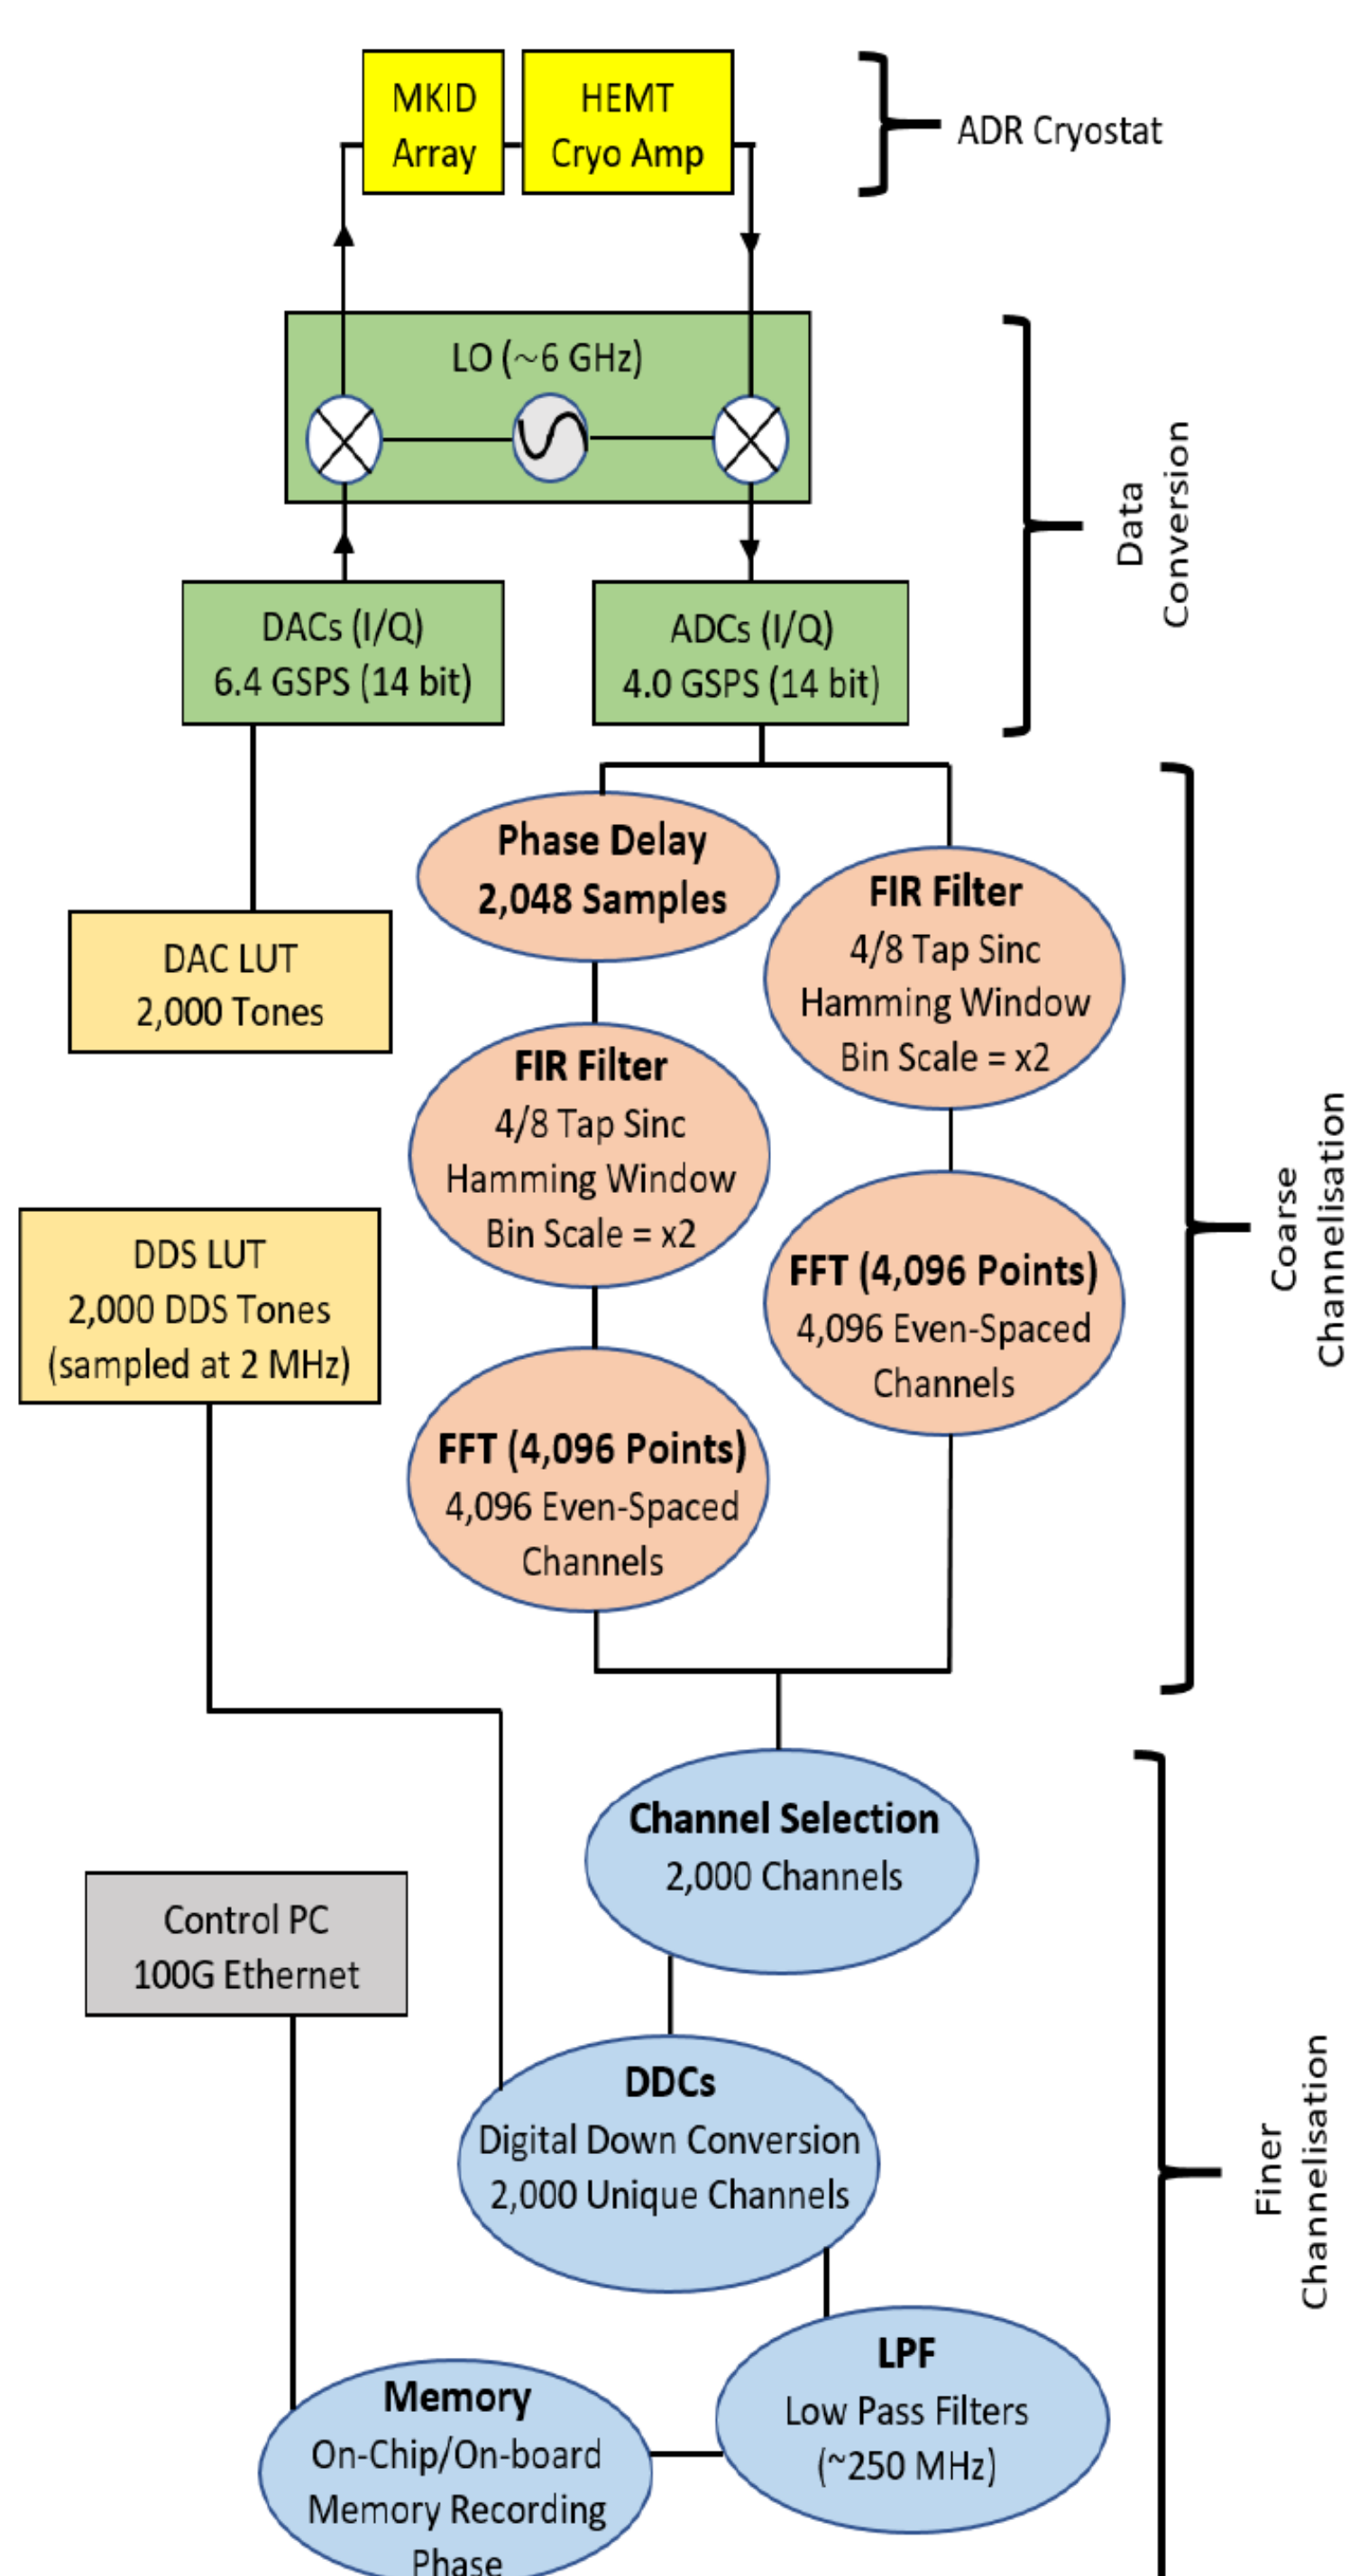 MKID
Array
HEMT
Cryo Amp
ADR Cryostat
LO (~6 GHz)
Data
Conversion
DACs (I/Q)
6.4 GSPS (14 bit)
ADCs (I/Q)
4.0 GSPS (14 bit)
Phase Delay
2,048 Samples
FIR Filter
4/8 Tap Sinc
Hamming Window
Bin Scale = x2
DAC LUT
2,000 Tones
FIR Filter
4/8 Tap Sinc
Hamming Window
Bin Scale = x2
Coarse
Channelisation
DDS LUT
2,000 DDS Tones
(sampled at 2 MHz)
FFT (4,096 Points)
4,096 Even-Spaced
Channels
FFT (4,096 Points)
4,096 Even-Spaced
Channels
Channel Selection
2,000 Channels
Control PC
100G Ethernet
DDCs
Digital Down Conversion
2,000 Unique Channels
Finer
Channelisation
LPF
Low Pass Filters
(~250 MHz)
Memory
On-Chip/On-board
Memory Recording
Phase